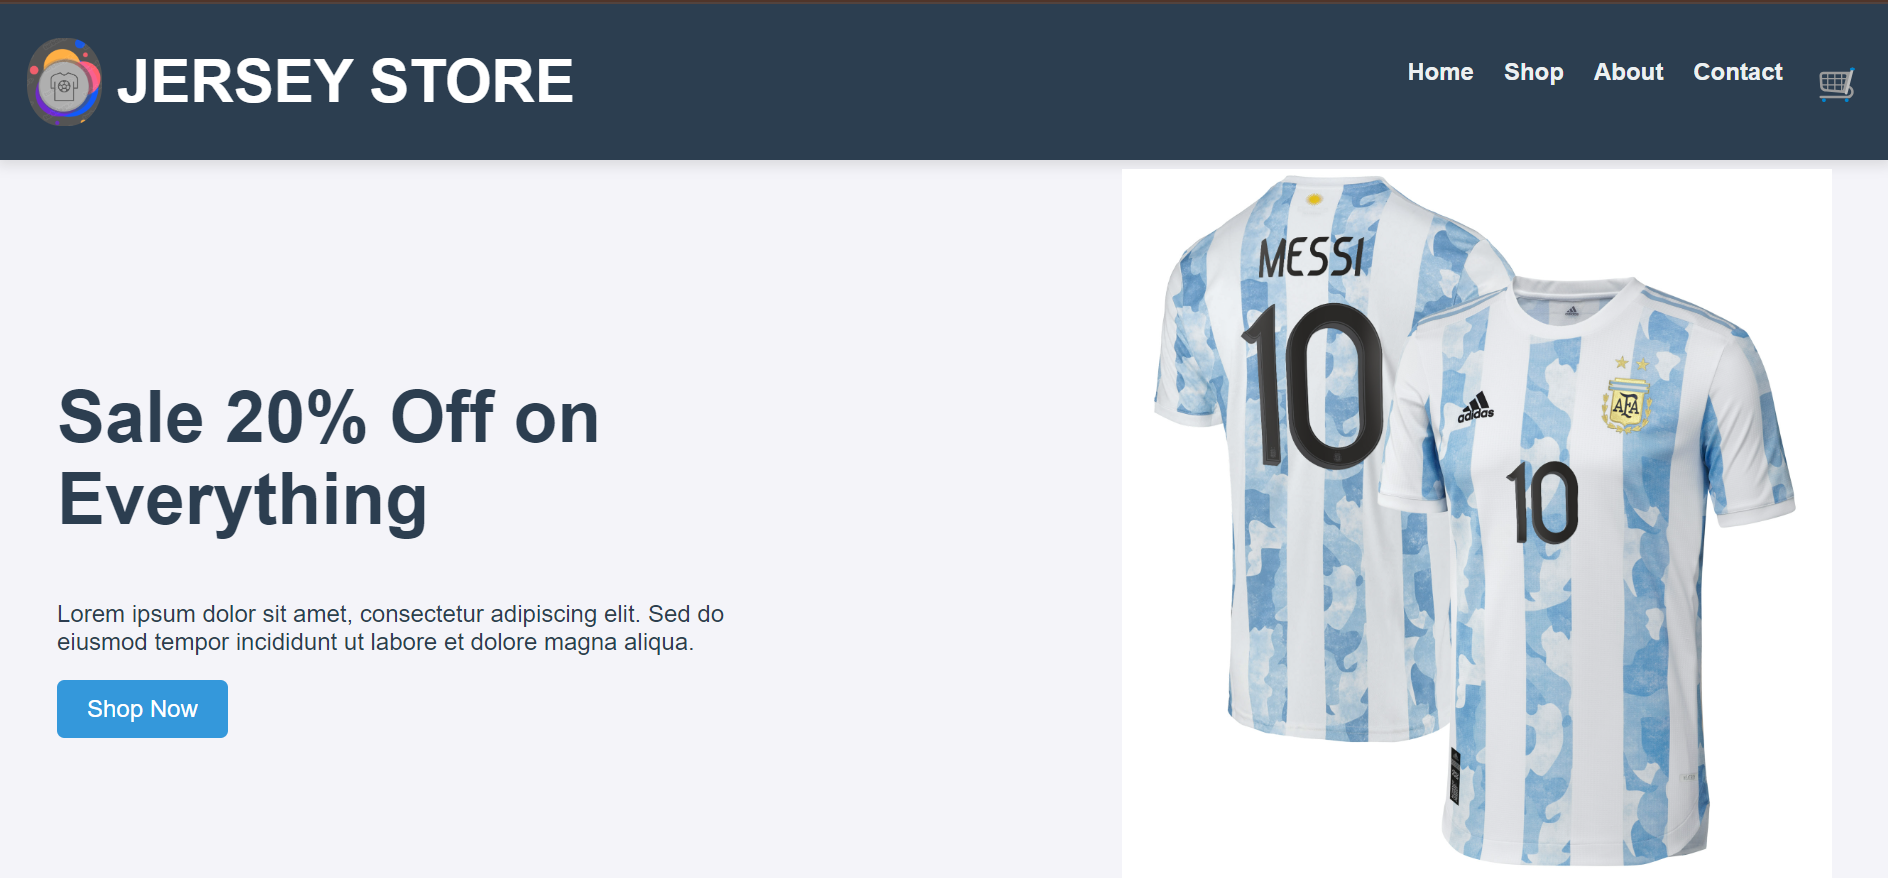 JERSEY STORE
Home Shop About Contact
Sale 20% Off on
Everything
Lorem ipsum dolor sit amet, consectetur adipiscing elit. Sed do
eiusmod tempor incididunt ut labore et dolore magna aliqua.
Shop Now
MESSI
10
adidas
AFA
10